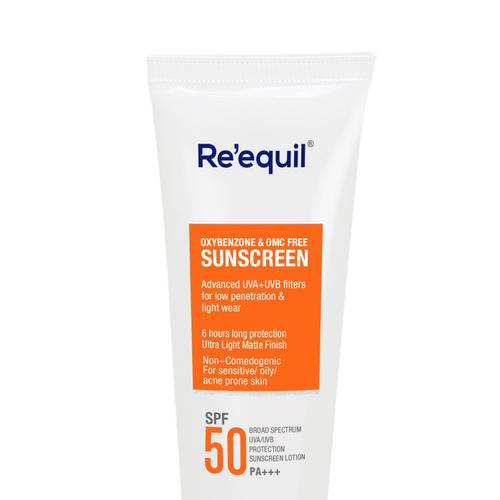 Re'equil®
OXYBENZONE & OMC FREE
SUNSCREEN
Advanced UVA+UVB filters
for low penetration &
light wear
6 hours long protection
Ultra Light Matte Finish
Non-Comedogenic
For sensitive/ oily/
acne prone skin
SPF
50
BROAD SPECTRUM
UVA/UVB
PROTECTION
SUNSCREEN LOTION
PA+++